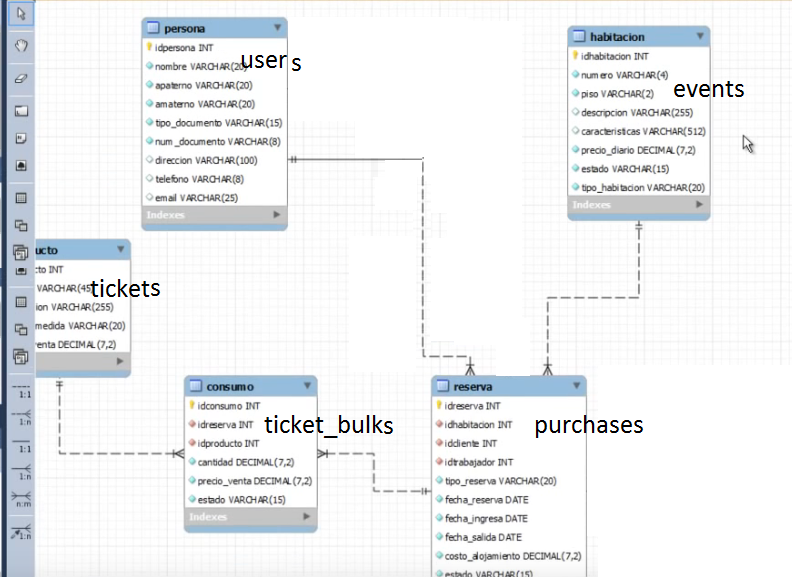 persona
idpersona INT
nombre VARCHAR(20)
apaterno VARCHAR(20)
amaterno VARCHAR(20)
tipo_documento VARCHAR(15)
num_documento VARCHAR(8)
direccion VARCHAR(100)
telefono VARCHAR(8)
email VARCHAR(25)
Indexes
users
habitacion
idhabitacion INT
numero VARCHAR(4)
piso VARCHAR(2)
descripcion VARCHAR(255)
caracteristicas VARCHAR(512)
precio_diario DECIMAL(7,2)
estado VARCHAR(15)
tipo_habitacion VARCHAR(20)
Indexes
events
ucto
cto INT
VARCHAR(45)
ion VARCHAR(255)
medida VARCHAR(20)
venta DECIMAL(7,2)
tickets
consumo
idconsumo INT
idreserva INT
idproducto INT
cantidad DECIMAL(7,2)
precio_venta DECIMAL(7,2)
estado VARCHAR(15)
Indexes
ticket_bulks
reserva
idreserva INT
idhabitacion INT
idcliente INT
idtrabajador INT
tipo_reserva VARCHAR(20)
fecha_reserva DATE
fecha_ingresa DATE
fecha_salida DATE
costo_alojamiento DECIMAL(7,2)
estado VARCHAR(15)
purchases
1:1
1:n
1:1
1:n
n:m
1:n